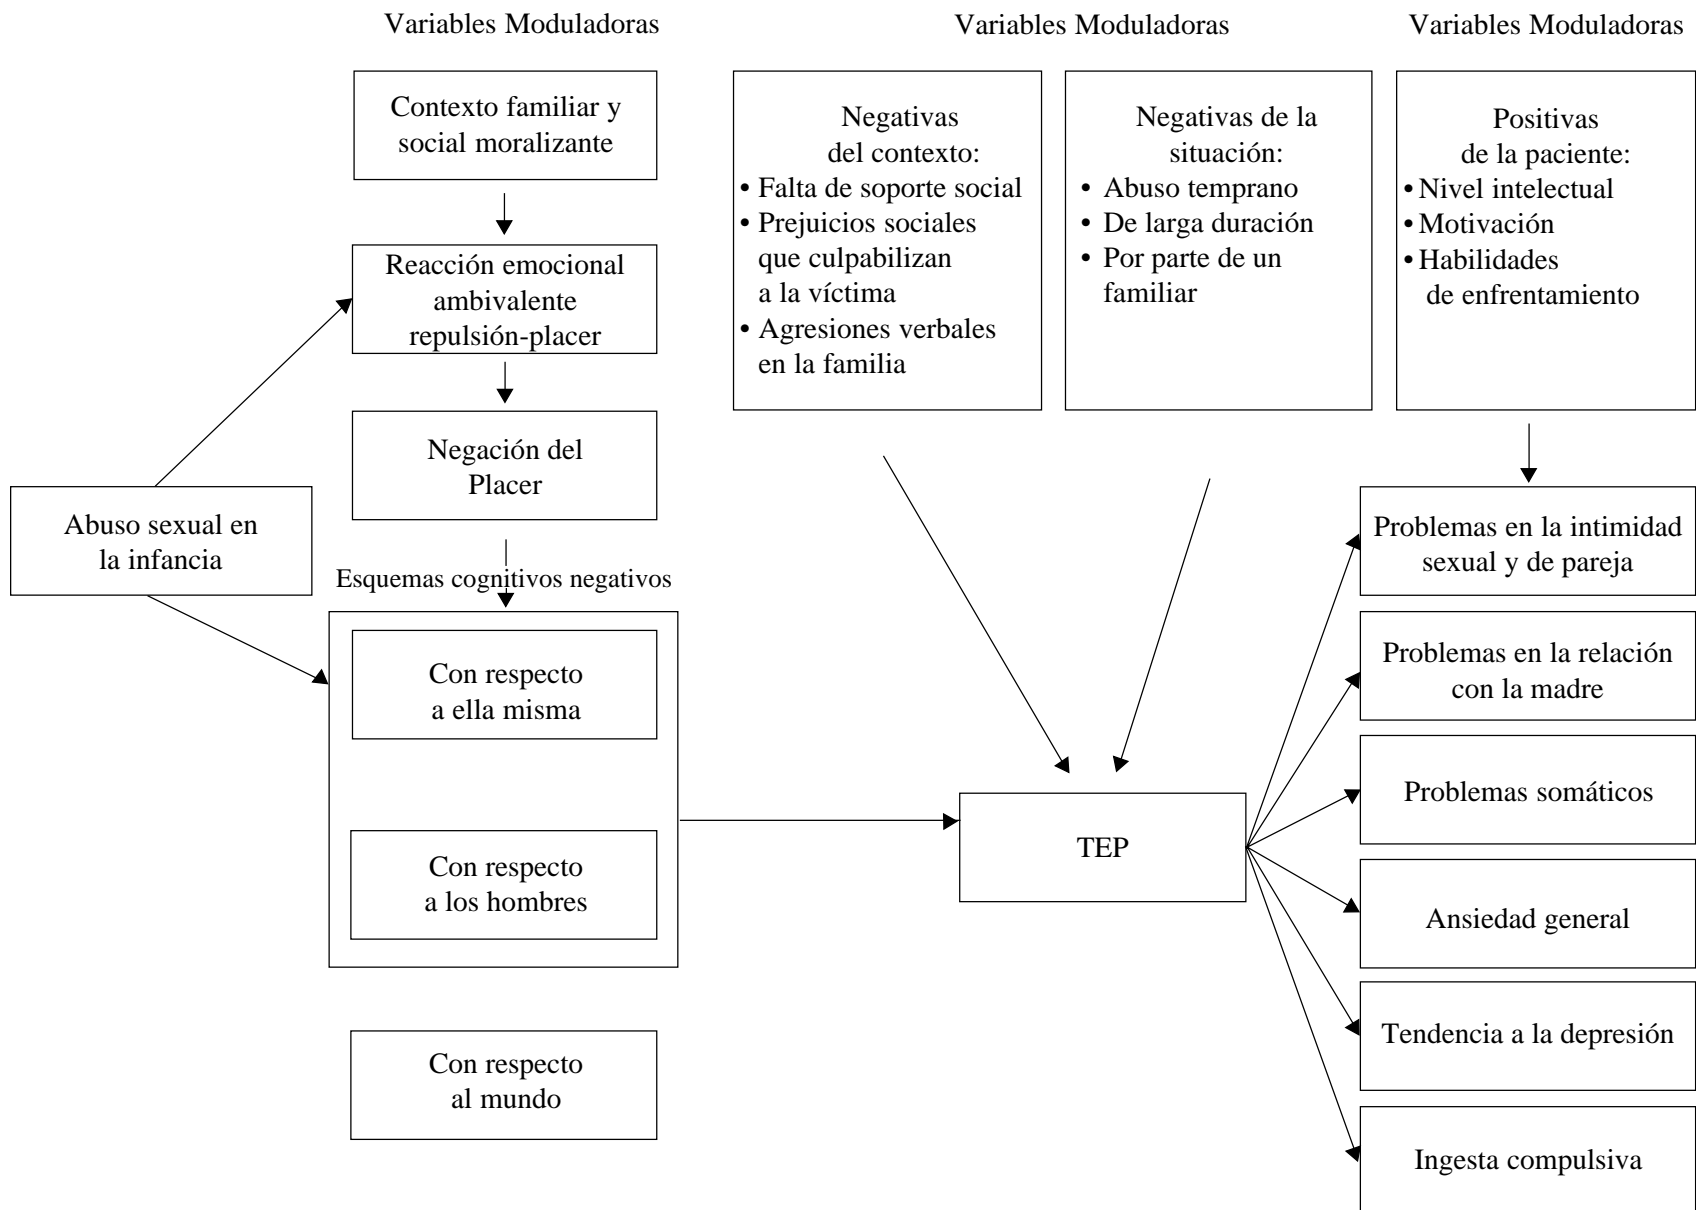 Variables Moduladoras
Variables Moduladoras
Variables Moduladoras
Contexto familiar y
social moralizante
Reacción emocional
ambivalente
repulsión-placer
Negación del
Placer
Abuso sexual en
la infancia
Esquemas cognitivos negativos
Con respecto
a ella misma
Con respecto
a los hombres
Con respecto
al mundo
Negativas
del contexto:
• Falta de soporte social
• Prejuicios sociales
que culpabilizan
a la víctima
• Agresiones verbales
en la familia
Negativas de la
situación:
• Abuso temprano
• De larga duración
• Por parte de un
familiar
Positivas
de la paciente:
• Nivel intelectual
• Motivación
• Habilidades
de enfrentamiento
TEP
Problemas en la intimidad
sexual y de pareja
Problemas en la relación
con la madre
Problemas somáticos
Ansiedad general
Tendencia a la depresión
Ingesta compulsiva